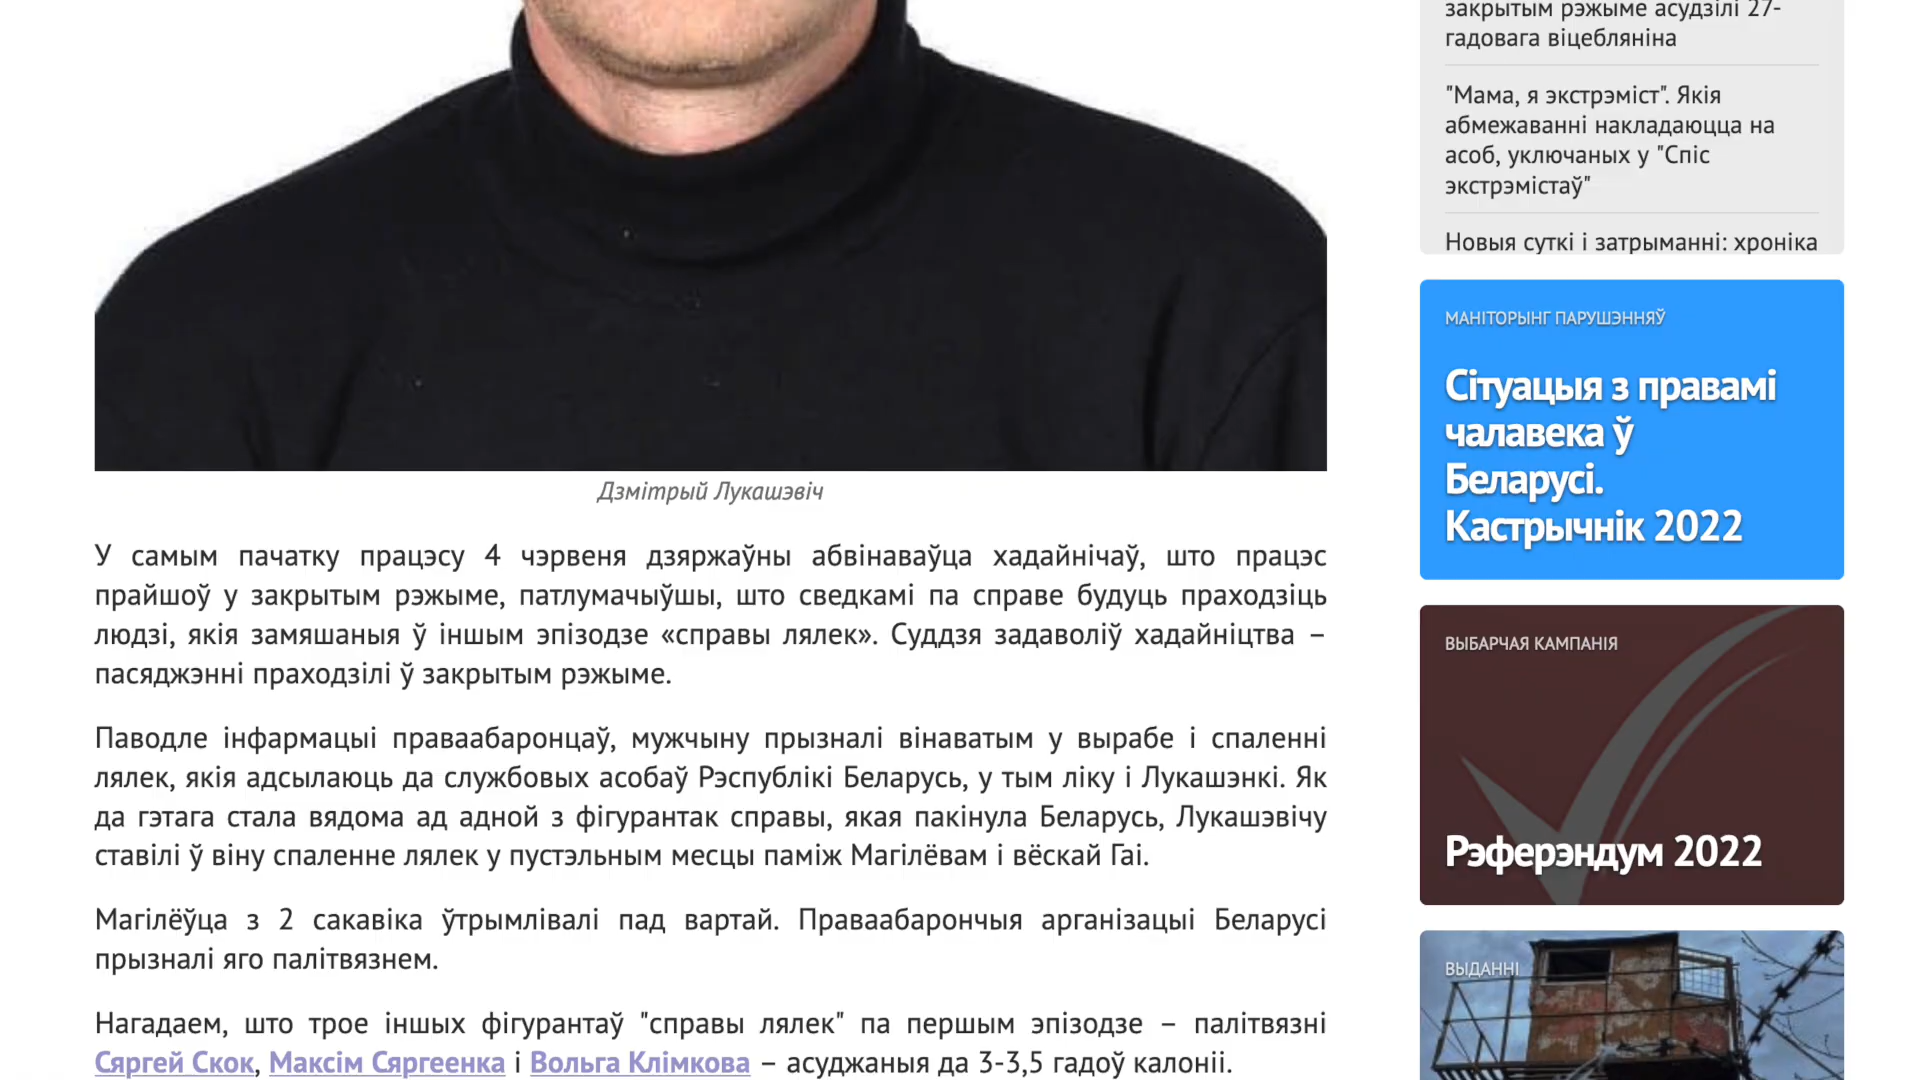 Дзмітрый Лукашэвіч
У самым пачатку працэсу 4 чэрвеня дзяржаўны абвінаваўца хадайнічаў, што працэс
прайшоў у закрытым рэжыме, патлумачыўшы, што сведкамі па справе будуць праходзіць
людзі, якія замяшаныя ў іншым эпізодзе «справы лялек». Суддзя задаволіў хадайніцтва –
пасяджэнні праходзілі ў закрытым рэжыме.
Паводле інфармацыі праваабаронцаў, мужчыну прызналі вінаватым у вырабе і спаленні
лялек, якія адсылаюць да службовых асобаў Рэспублікі Беларусь, у тым ліку і Лукашэнкі. Як
да гэтага стала вядома ад адной з фігурантак справы, якая пакінула Беларусь, Лукашэвічу
ставілі ў віну спаленне лялек у пустэльным месцы паміж Магілёвам і вёскай Гаі.
Магілёўца з 2 сакавіка ўтрымлівалі пад вартай. Праваабарончыя арганізацыі Беларусі
прызналі яго палітвязнем.
Нагадаем, што трое іншых фігурантаў "справы лялек" па першым эпізодзе – палітвязні
Сяргей Скок, Максім Сяргеенка і Вольга Клімкова – асуджаныя да 3-3,5 гадоў калоніі.
закрытым рэжыме асудзілі 27-
гадовага віцебляніна
"Мама, я экстрэміст". Якія
абмежаванні накладаюцца на
асоб, уключаных у "Спіс
экстрэмістаў"
Новыя суткі і затрыманні: хроніка
МАНІТОРЫНГ ПАРУШЭННЯЎ
Сітуацыя з правамі
чалавека ў
Беларусі.
Кастрычнік 2022
ВЫБАРЧАЯ КАМПАНІЯ
Рэферэндум 2022
ВЫДАННІ